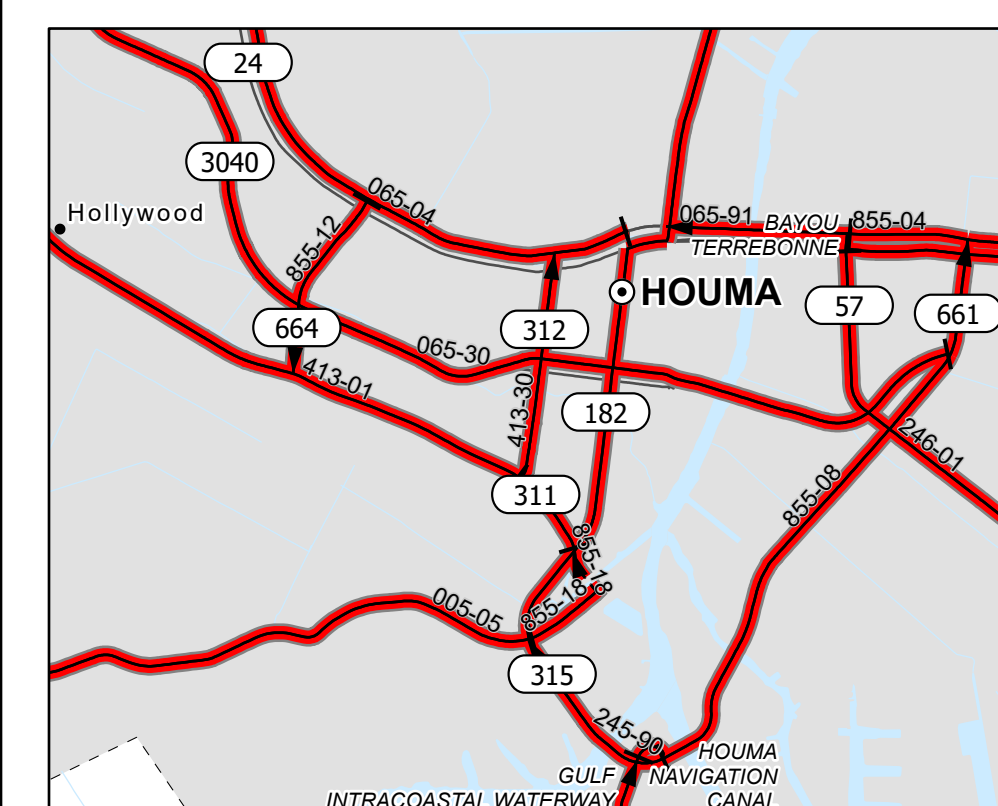 24
3040
Hollywood
065-04
855-12
065-91
BAYOU
TERREBONNE
855-04
HOUMA
57
661
664
312
065-30
413-01
413-30
182
246-01
311
855-08
855-18
855-18
005-05
315
245-90
HOUMA
NAVIGATION
CANAL
GULF
INTRACOASTAL WATERWAY